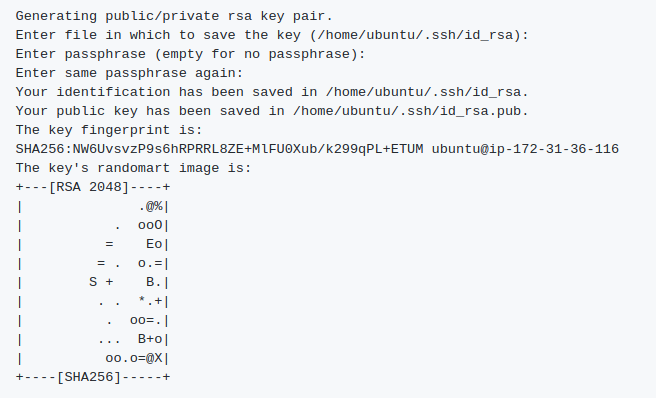 Generating public/private rsa key pair.
Enter file in which to save the key (/home/ubuntu/.ssh/id_rsa):
Enter passphrase (empty for no passphrase):
Enter same passphrase again:
Your identification has been saved in /home/ubuntu/.ssh/id_rsa.
Your public key has been saved in /home/ubuntu/.ssh/id_rsa.pub.
The key fingerprint is:
SHA256:NW6UvsvzP9s6hRPRRL8ZE+MlFU0Xub/k299qPL+ETUM ubuntu@ip-172-31-36-116
The key's randomart image is:
+---[RSA 2048]----+
|              .@%|
|           .  ooO|
|          =    Eo|
|         = .  o.=|
|        S +    B.|
|         . .  *.+|
|          .  oo=.|
|         ...  B+o|
|          oo.o=@X|
+----[SHA256]-----+